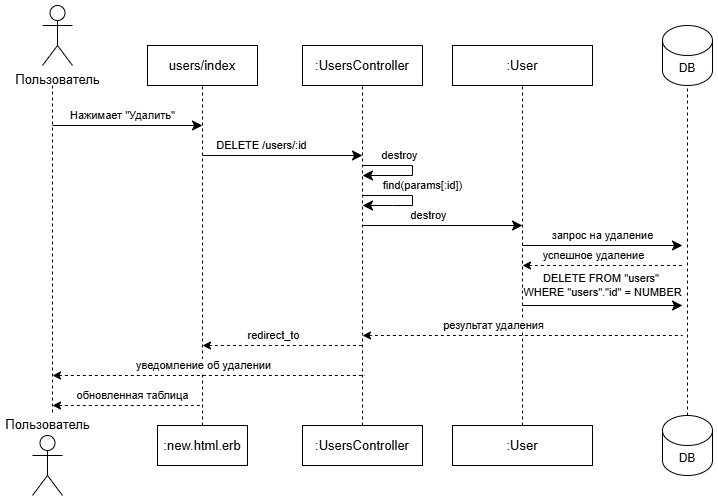 Пользователь
users/index
:UsersController
:User
DB
Нажимает "Удалить"
DELETE /users/:id
destroy
find(params[:id])
destroy
запрос на удаление
успешное удаление
DELETE FROM "users"
WHERE "users"."id" = NUMBER
результат удаления
redirect_to
уведомление об удалении
обновленная таблица
Пользователь
:new.html.erb
:UsersController
:User
DB